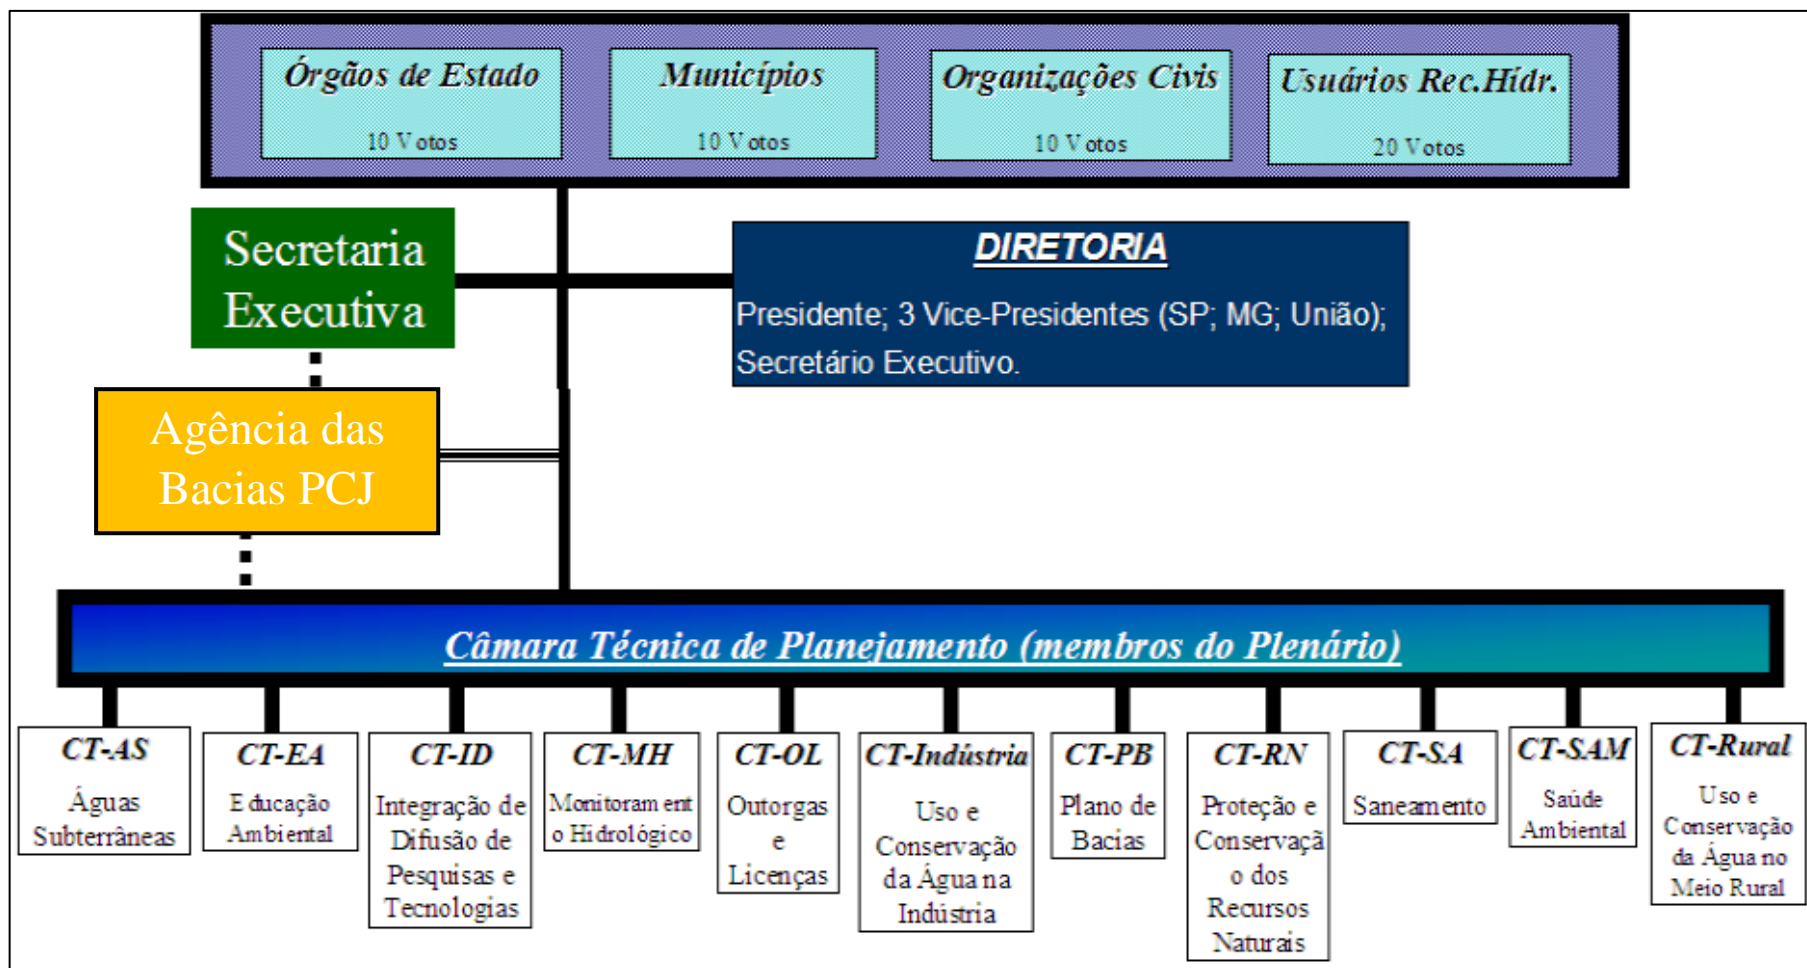 Órgãos de Estado
10 Votos
Municípios
10 Votos
Organizações Civis
10 Votos
Usuários Rec.Hídr.
20 Votos
Secretaria
Executiva
DIRETORIA
Presidente; 3 Vice-Presidentes (SP; MG; União);
Secretário Executivo.
Agência das
Bacias PCJ
Câmara Técnica de Planejamento (membros do Plenário)
CT-AS
Águas
Subterrâneas
CT-EA
Educação
Ambiental
CT-ID
Integração de
Difusão de
Pesquisas e
Tecnologias
CT-MH
Monitorament
o Hidrológico
CT-OL
Outorgas
e
Licenças
CT-Indústria
Uso e
Conservação
da Água na
Indústria
CT-PB
Plano de
Bacias
CT-RN
Proteção e
Conservaçã
o dos
Recursos
Naturais
CT-SA
Saneamento
CT-SAM
Saúde
Ambiental
CT-Rural
Uso e
Conservação
da Água no
Meio Rural